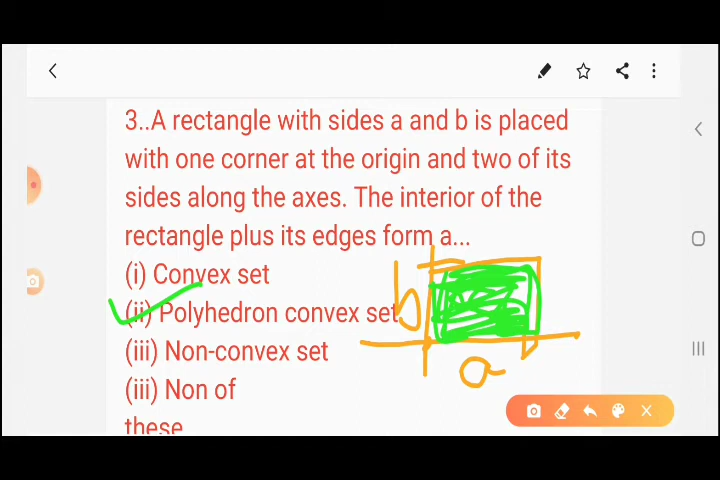 3..A rectangle with sides a and b is placed
with one corner at the origin and two of its
sides along the axes. The interior of the
rectangle plus its edges form a...
(i) Convex set
(ii) Polyhedron convex set
(iii) Non-convex set
(iii) Non of
these
b
a